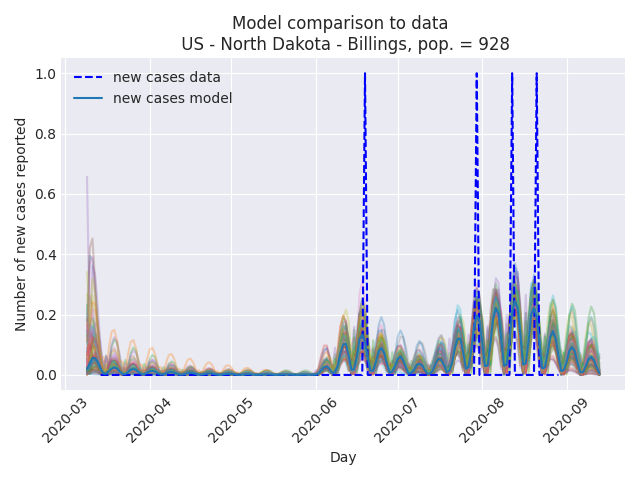 Model comparison to data
US - North Dakota - Billings, pop. = 928
new cases data
new cases model
Number of new cases reported
1.0
0.8
0.6
0.4
0.2
0.0
2020-03
2020-04
2020-05
2020-06
2020-07
2020-08
2020-09
Day